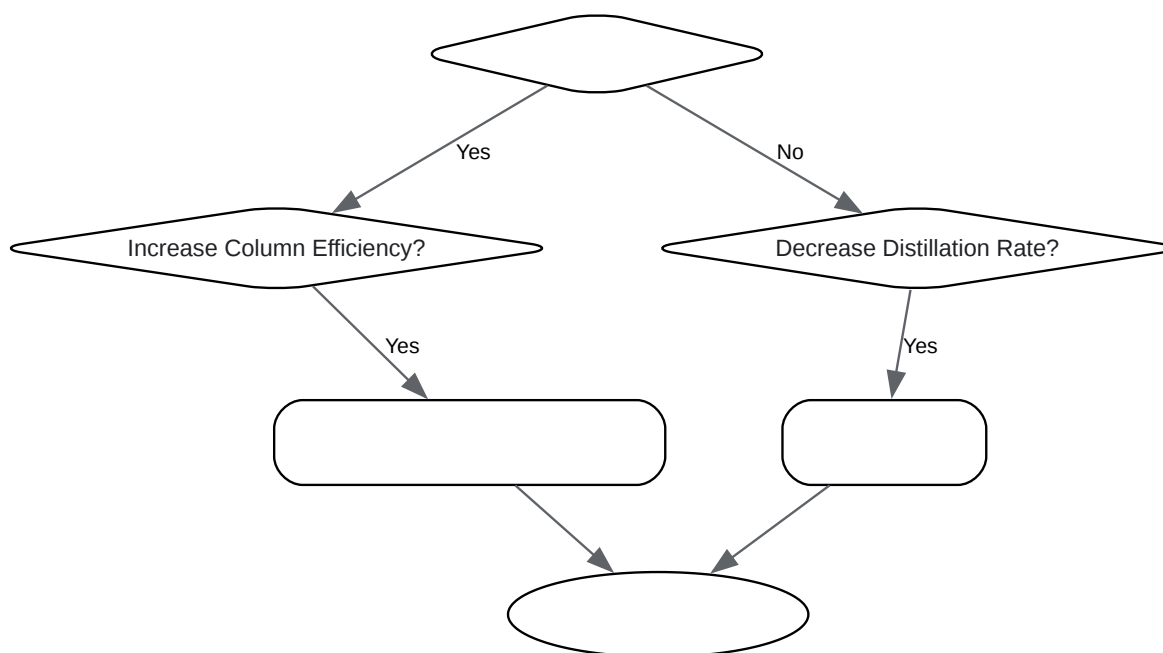 Yes
No
Increase Column Efficiency?
Decrease Distillation Rate?
Yes
Yes